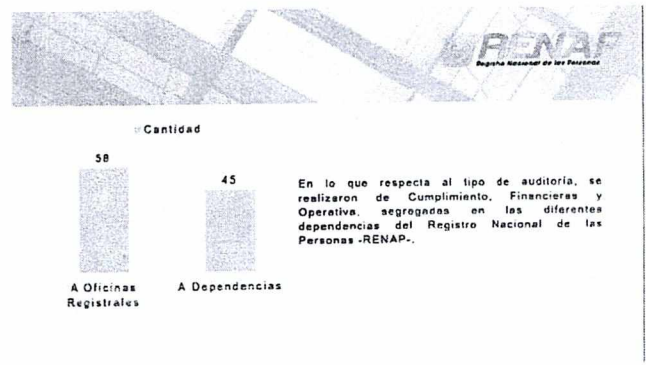 RENAP
Registro Nacional de las Personas
Cantidad
58
45
A Oficinas
Registrales
A Dependencias
En lo que respecta al tipo de auditoría, se
realizaron de Cumplimiento, Financieras y
Operativa, segregadas en las diferentes
dependencias del Registro Nacional de las
Personas -RENAP-.